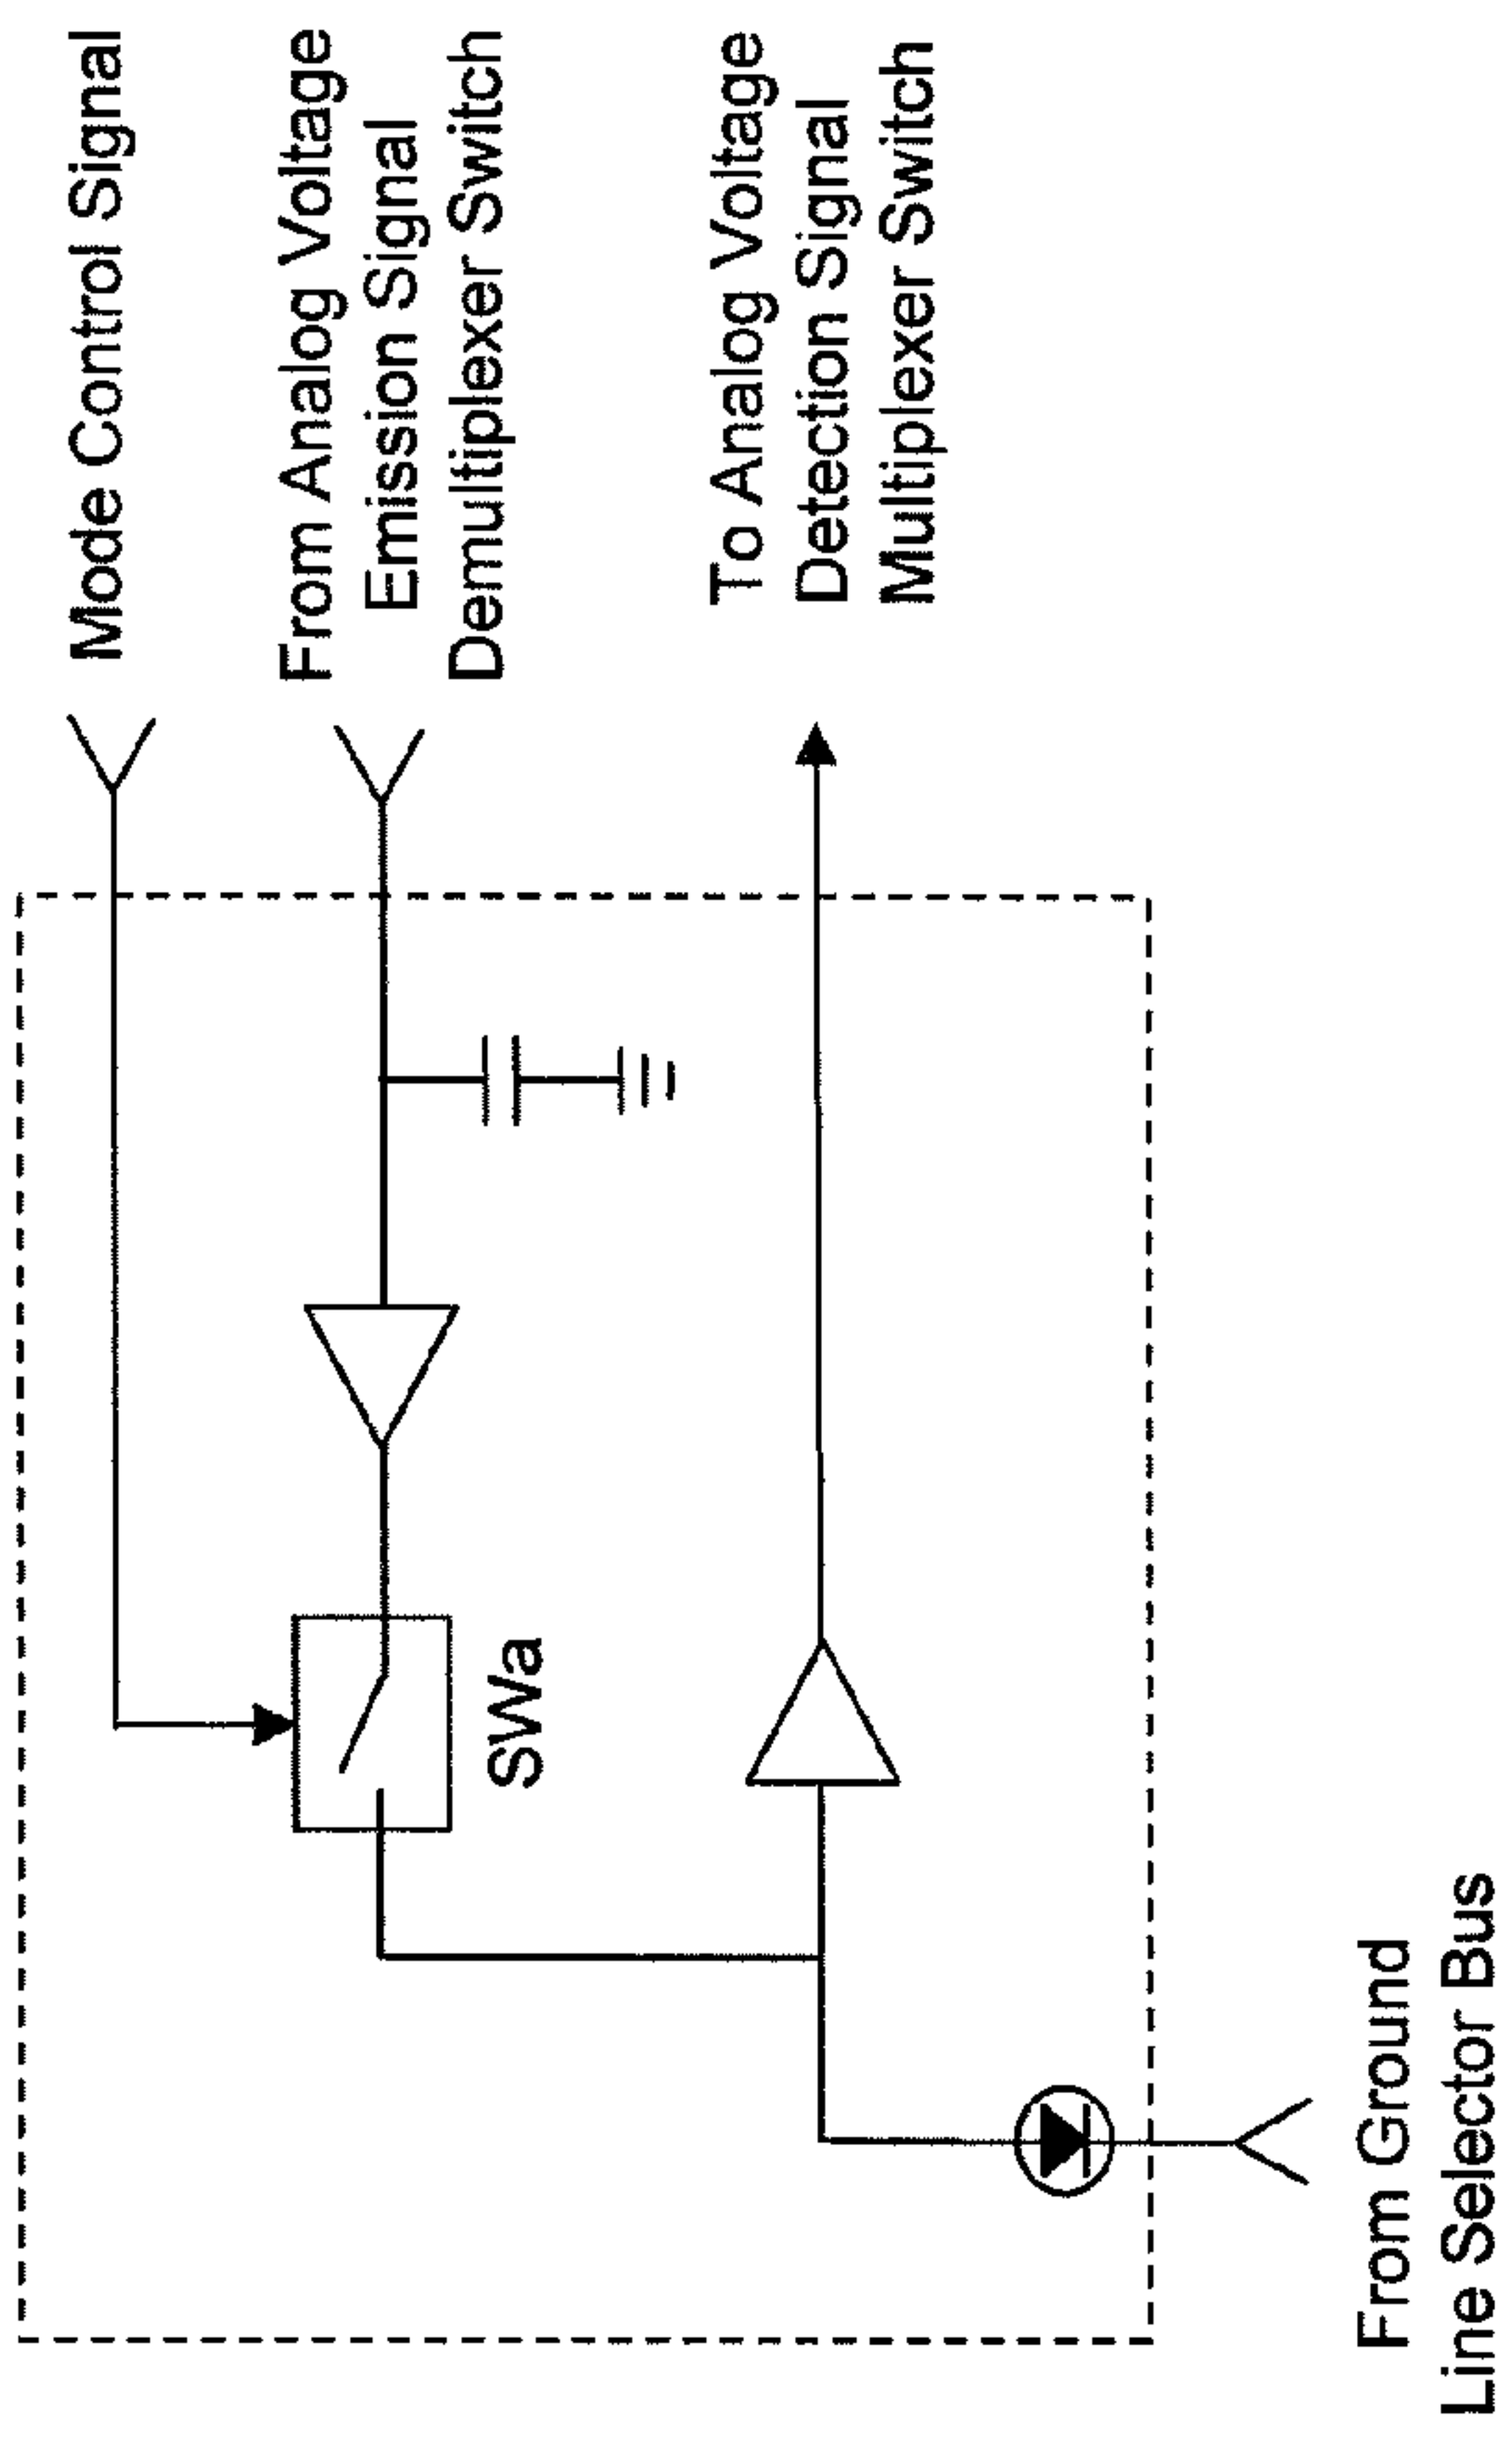 Mode Control Signal
From Analog Voltage
Emission Signal
Demultiplexer Switch
To Analog Voltage
Detection Signal
Multiplexer Switch
SWa
From Ground
Line Selector Bus